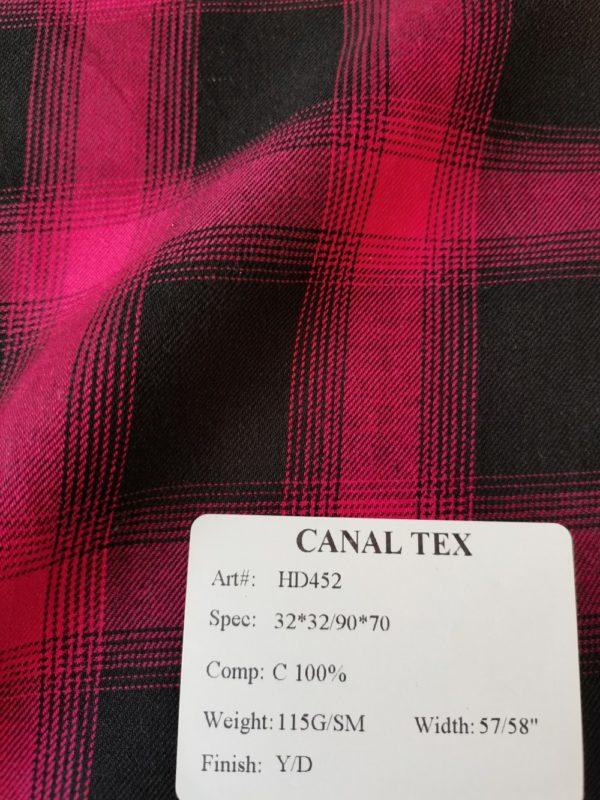 CANAL TEX
Art#: HD452
Spec: 32*32/90*70
Comp: C 100%
Weight: 115G/SM Width: 57/58"
Finish: Y/D